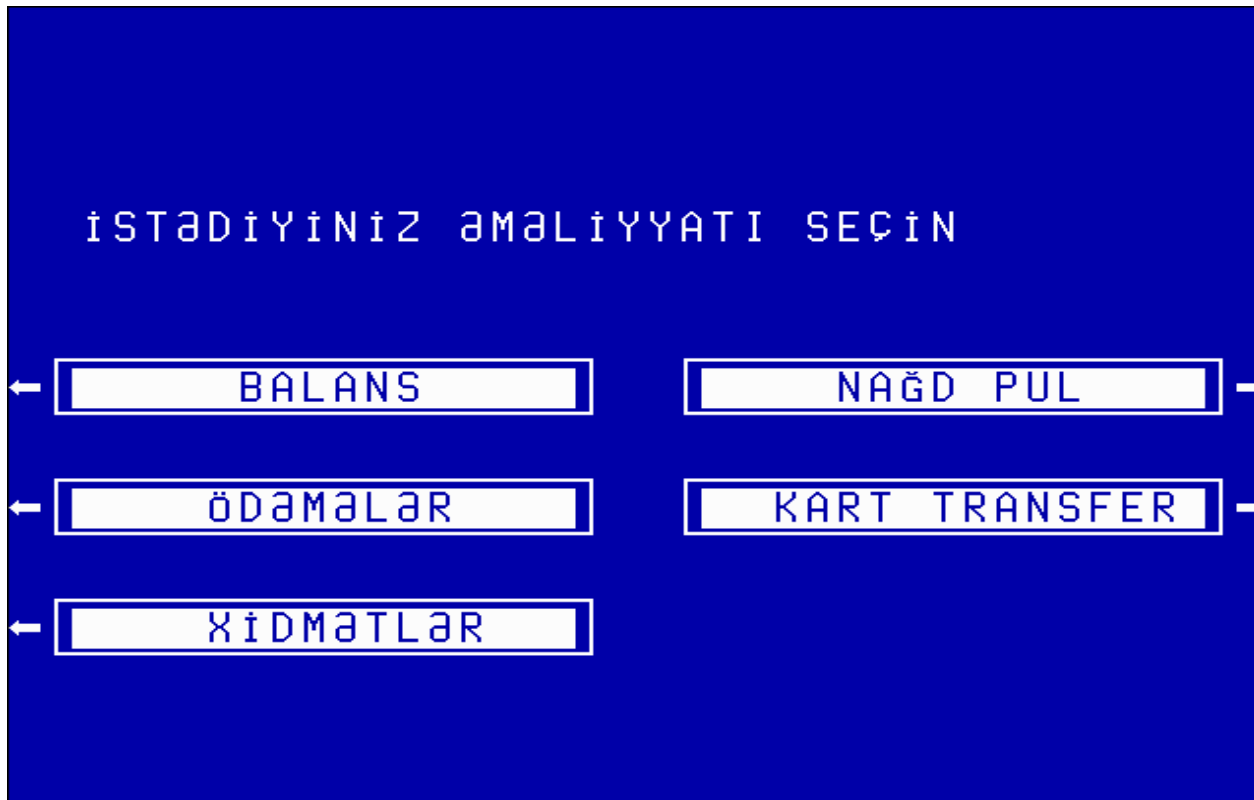 İSTƏDİYİNİZ ƏMƏLİYYATI SEÇİN
BALANS
NAĞD PUL
ÖDƏMƏLƏR
KART TRANSFER
XİDMƏTLƏR